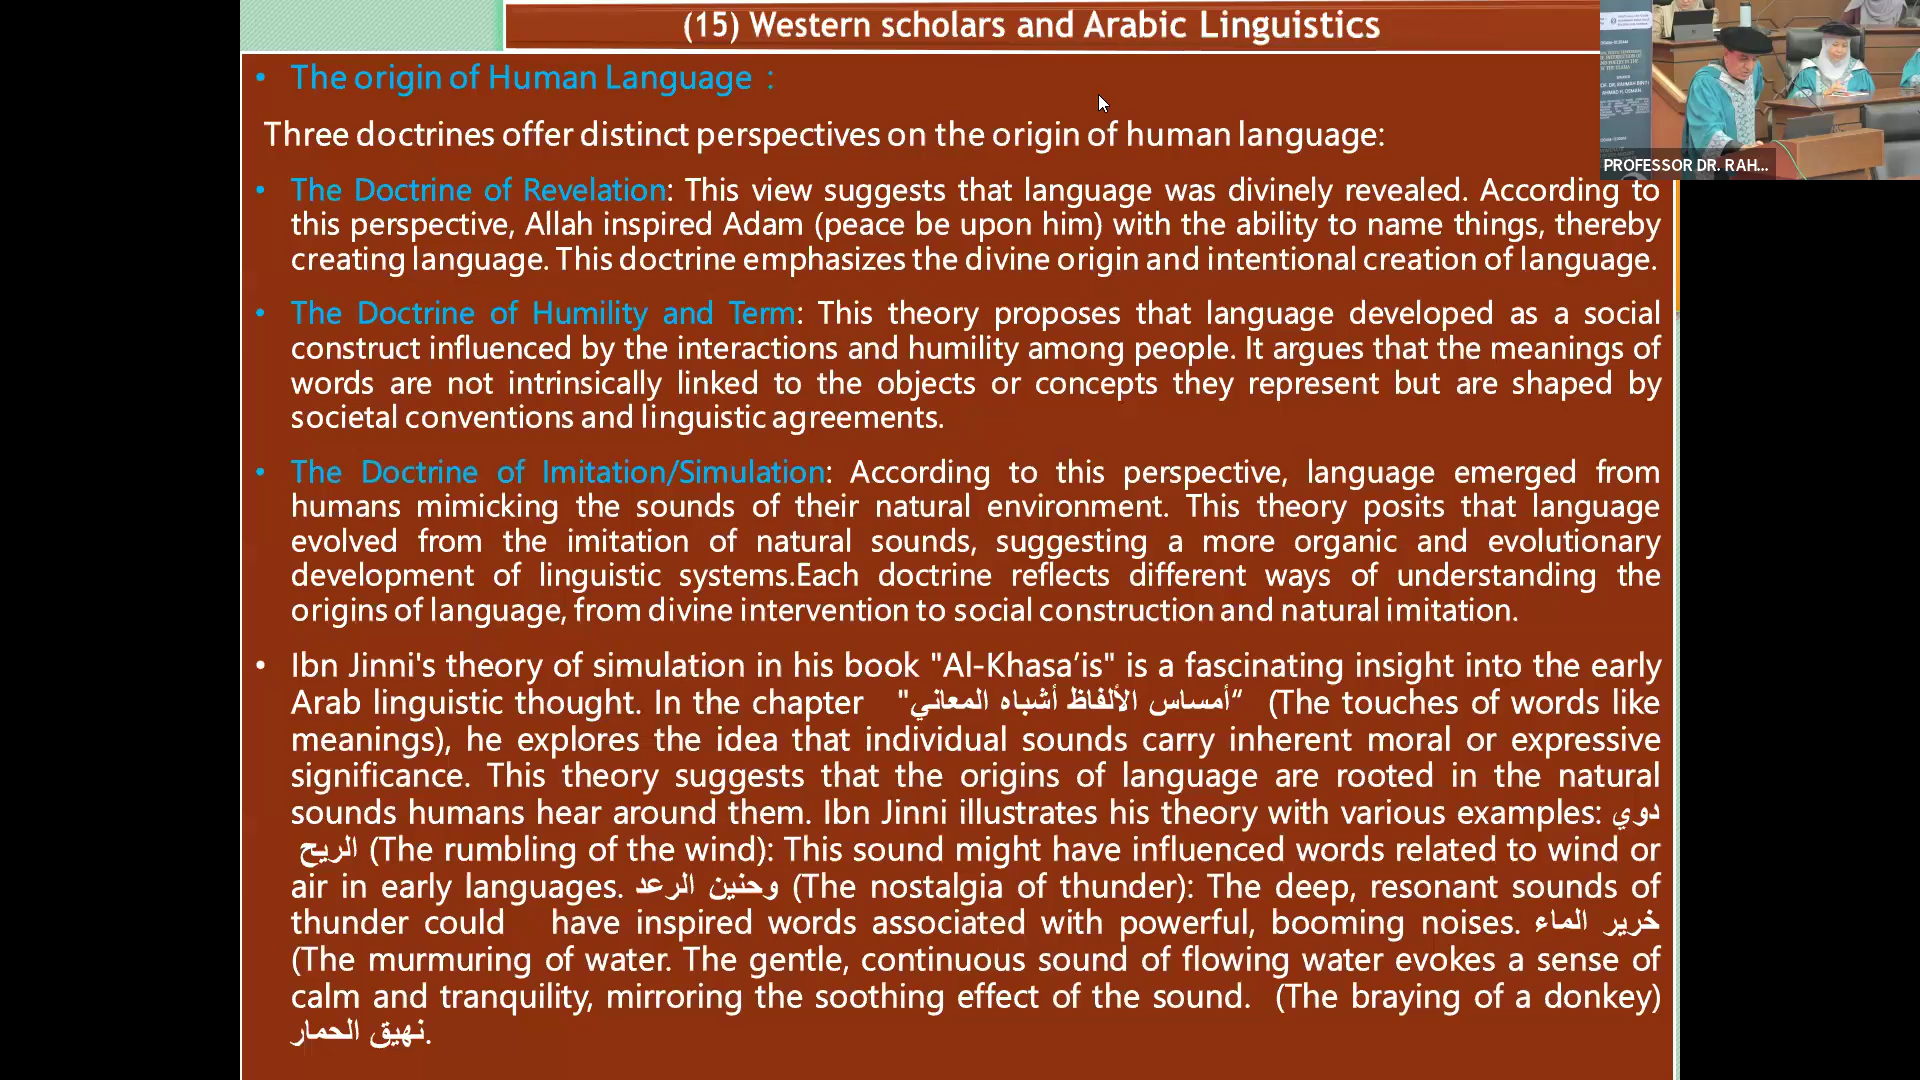 (15) Western scholars and Arabic Linguistics
• The origin of Human Language :
Three doctrines offer distinct perspectives on the origin of human language:
• The Doctrine of Revelation: This view suggests that language was divinely revealed. According to
this perspective, Allah inspired Adam (peace be upon him) with the ability to name things, thereby
creating language. This doctrine emphasizes the divine origin and intentional creation of language.
• The Doctrine of Humility and Term: This theory proposes that language developed as a social
construct influenced by the interactions and humility among people. It argues that the meanings of
words are not intrinsically linked to the objects or concepts they represent but are shaped by
societal conventions and linguistic agreements.
• The Doctrine of Imitation/Simulation: According to this perspective, language emerged from
humans mimicking the sounds of their natural environment. This theory posits that language
evolved from the imitation of natural sounds, suggesting a more organic and evolutionary
development of linguistic systems.Each doctrine reflects different ways of understanding the
origins of language, from divine intervention to social construction and natural imitation.
• Ibn Jinni's theory of simulation in his book "Al-Khasa’is" is a fascinating insight into the early
Arab linguistic thought. In the chapter "أمساس الألفاظ أشباه المعاني“ (The touches of words like
meanings), he explores the idea that individual sounds carry inherent moral or expressive
significance. This theory suggests that the origins of language are rooted in the natural
sounds humans hear around them. Ibn Jinni illustrates his theory with various examples: دوي
الريح (The rumbling of the wind): This sound might have influenced words related to wind or
air in early languages. وحنين الرعد (The nostalgia of thunder): The deep, resonant sounds of
thunder could have inspired words associated with powerful, booming noises. خرير الماء
(The murmuring of water. The gentle, continuous sound of flowing water evokes a sense of
calm and tranquility, mirroring the soothing effect of the sound. (The braying of a donkey)
نهيق الحمار.
PROFESSOR DR. RAH...